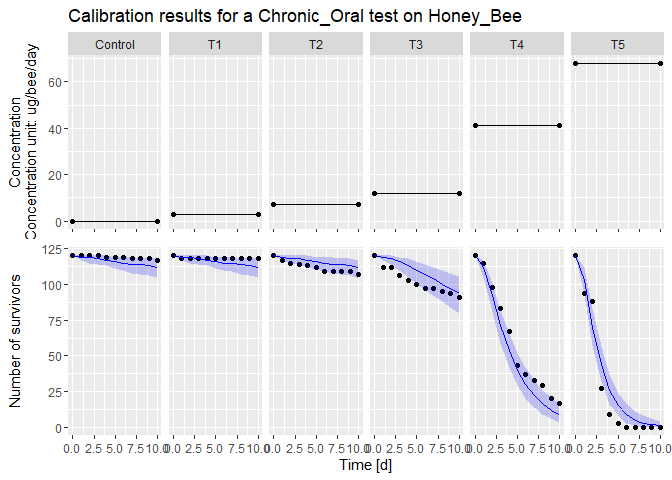 Calibration results for a Chronic_Oral test on Honey_Bee
Control T1 T2 T3 T4 T5
Concentration
Concentration unit: ug/bee/day
60
40
20
0
Number of survivors
125
100
75
50
25
0
0.0 2.5 5.0 7.5 10.0 0.0 2.5 5.0 7.5 10.0 0.0 2.5 5.0 7.5 10.0 0.0 2.5 5.0 7.5 10.0 0.0 2.5 5.0 7.5 10.0 0.0 2.5 5.0 7.5 10.0
Time [d]